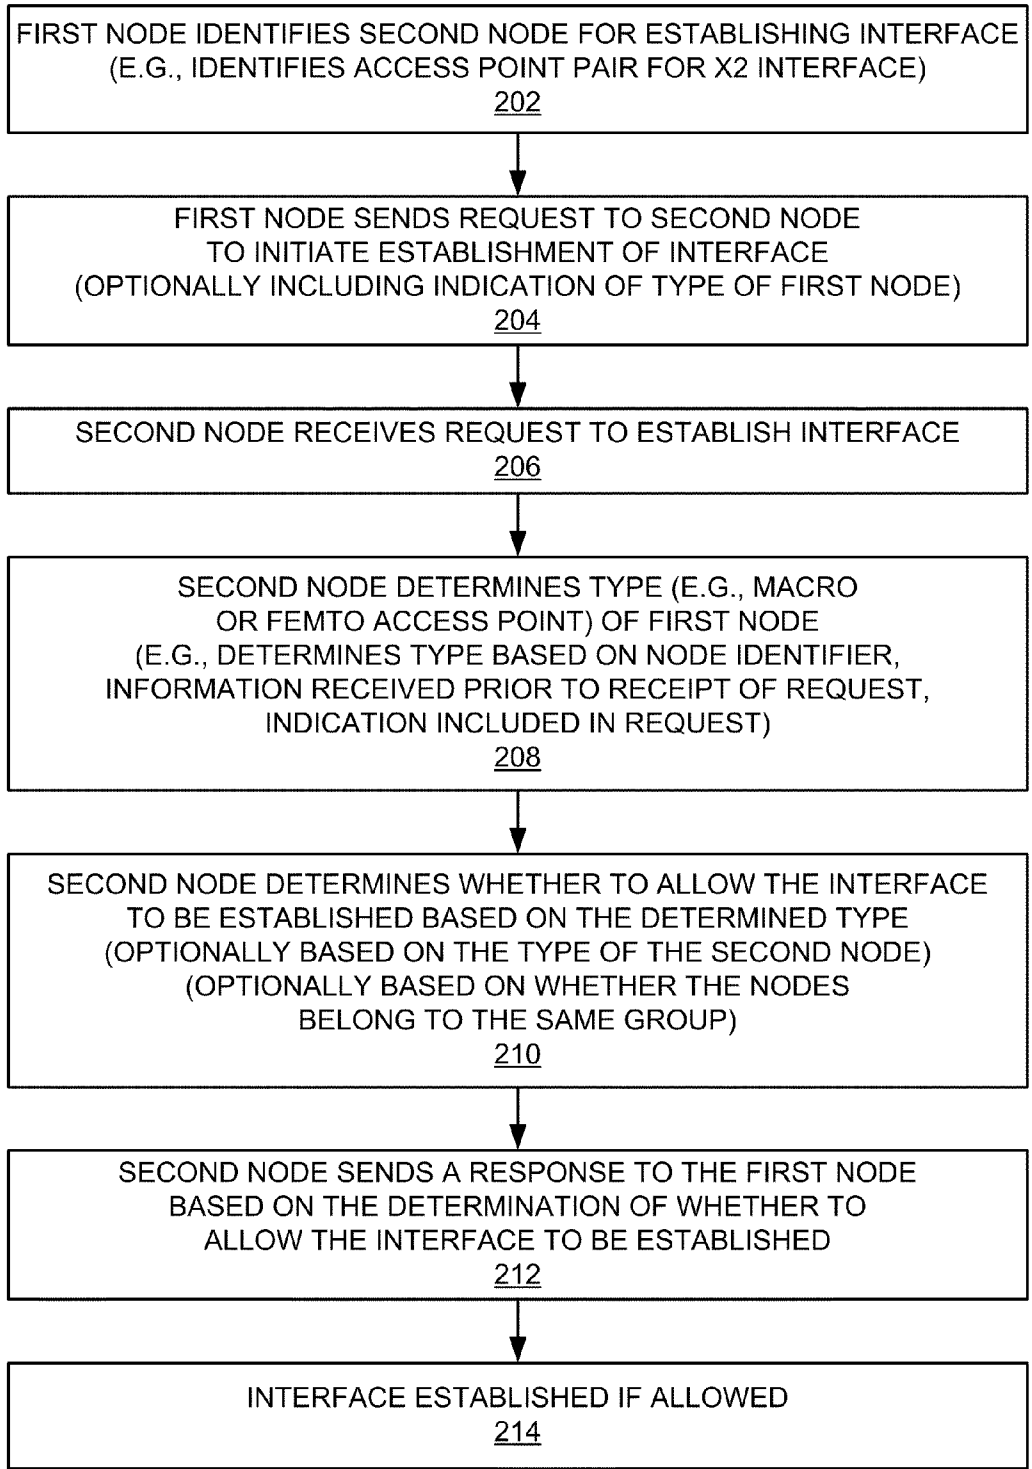 FIRST NODE IDENTIFIES SECOND NODE FOR ESTABLISHING INTERFACE
(E.G., IDENTIFIES ACCESS POINT PAIR FOR X2 INTERFACE)
202
FIRST NODE SENDS REQUEST TO SECOND NODE
TO INITIATE ESTABLISHMENT OF INTERFACE
(OPTIONALLY INCLUDING INDICATION OF TYPE OF FIRST NODE)
204
SECOND NODE RECEIVES REQUEST TO ESTABLISH INTERFACE
206
SECOND NODE DETERMINES TYPE (E.G., MACRO
OR FEMTO ACCESS POINT) OF FIRST NODE
(E.G., DETERMINES TYPE BASED ON NODE IDENTIFIER,
INFORMATION RECEIVED PRIOR TO RECEIPT OF REQUEST,
INDICATION INCLUDED IN REQUEST)
208
SECOND NODE DETERMINES WHETHER TO ALLOW THE INTERFACE
TO BE ESTABLISHED BASED ON THE DETERMINED TYPE
(OPTIONALLY BASED ON THE TYPE OF THE SECOND NODE)
(OPTIONALLY BASED ON WHETHER THE NODES
BELONG TO THE SAME GROUP)
210
SECOND NODE SENDS A RESPONSE TO THE FIRST NODE
BASED ON THE DETERMINATION OF WHETHER TO
ALLOW THE INTERFACE TO BE ESTABLISHED
212
INTERFACE ESTABLISHED IF ALLOWED
214